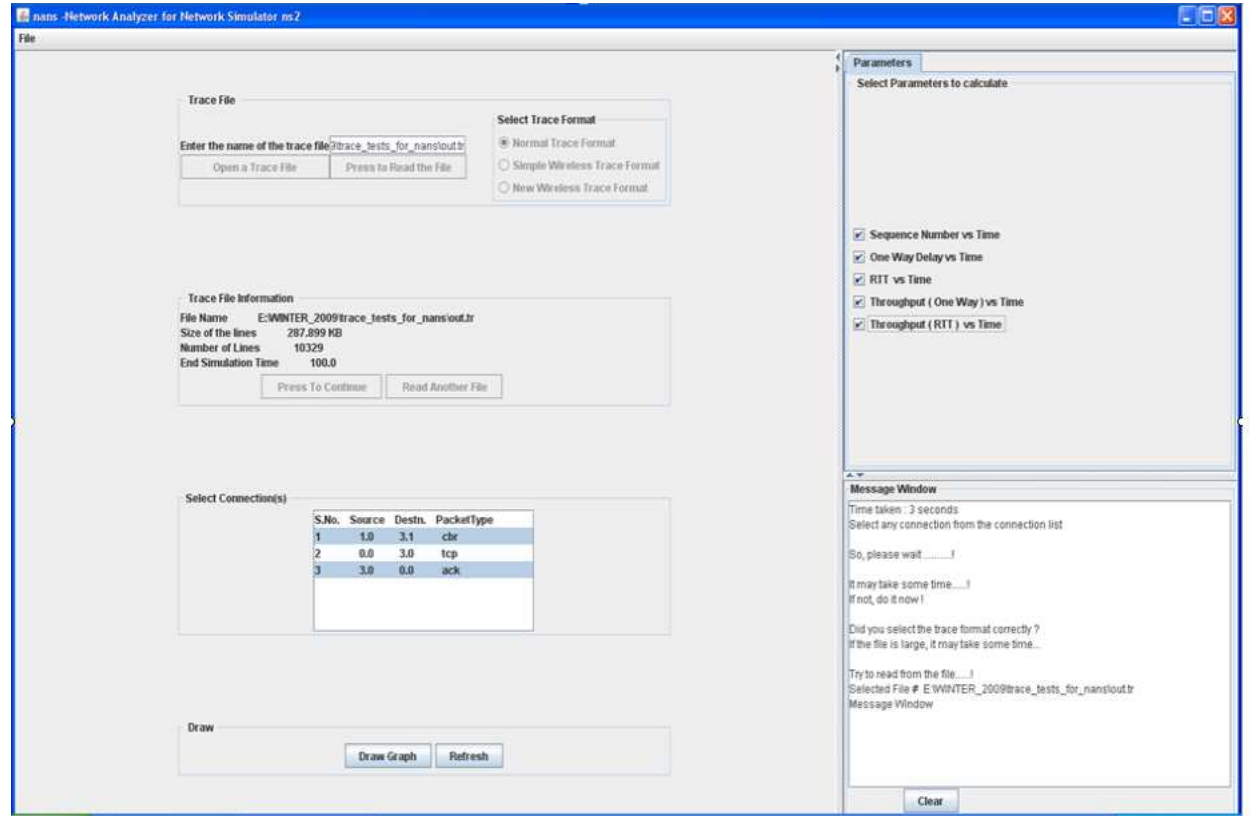 nans -Network Analyzer for Network Simulator ns2
File
Trace File
Enter the name of the trace file
trace_tests_for_nans\out.tr
Open a Trace File
Press to Read the File
Select Trace Format
Normal Trace Format
Simple Wireless Trace Format
New Wireless Trace Format
Trace File Information
File Name E:\WINTER_2009\trace_tests_for_nans\out.tr
Size of the lines 287.899 KB
Number of Lines 10329
End Simulation Time 100.0
Press To Continue
Read Another File
Select Connection(s)
S.No. Source Destn. PacketType
1 1.0 3.1 cbr
2 0.0 3.0 tcp
3 3.0 0.0 ack
Draw
Draw Graph
Refresh
Parameters
Select Parameters to calculate
Sequence Number vs Time
One Way Delay vs Time
RTT vs Time
Throughput ( One Way ) vs Time
Throughput ( RTT ) vs Time
Message Window
Time taken : 3 seconds
Select any connection from the connection list
So, please wait .........!
It may take some time.....!
If not, do it now !
Did you select the trace format correctly ?
If the file is large, it may take some time...
Try to read from the file.....!
Selected File # E:\WINTER_2009\trace_tests_for_nans\out.tr
Message Window
Clear